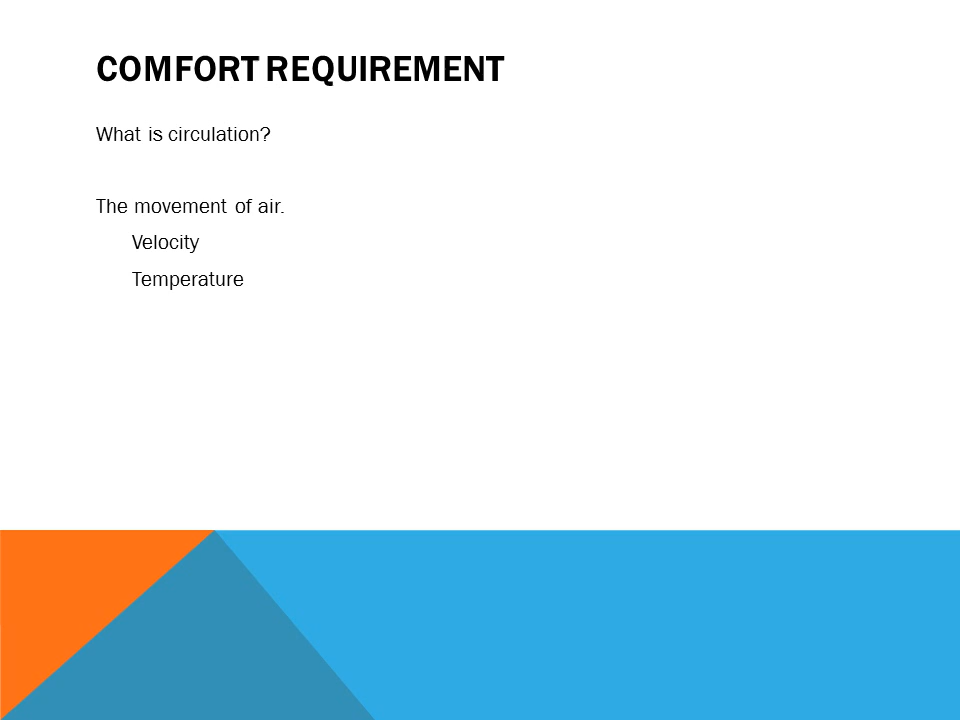 COMFORT REQUIREMENT
What is circulation?
The movement of air.
Velocity
Temperature